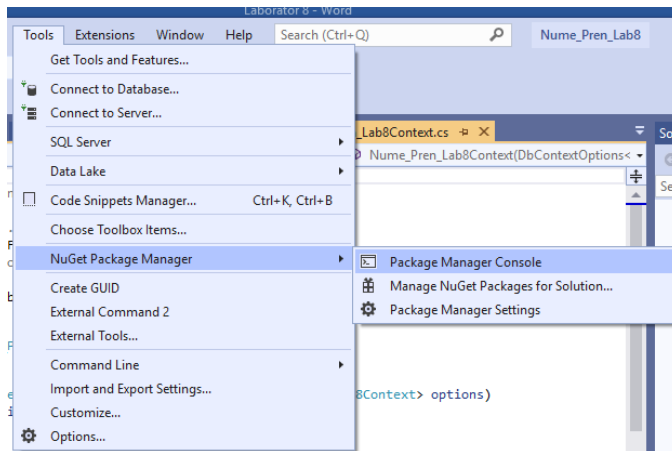 Laborator 8 - Word
Tools Extensions Window Help Search (Ctrl+Q) Nume_Pren_Lab8
Get Tools and Features...
Connect to Database...
Connect to Server...
_Lab8Context.cs
SQL Server
Nume_Pren_Lab8Context(DbContextOptions<
Data Lake
Code Snippets Manager... Ctrl+K, Ctrl+B
Choose Toolbox Items...
NuGet Package Manager
Package Manager Console
Manage NuGet Packages for Solution...
Package Manager Settings
Create GUID
External Command 2
External Tools...
Command Line
Import and Export Settings...
8Context> options)
Customize...
Options...